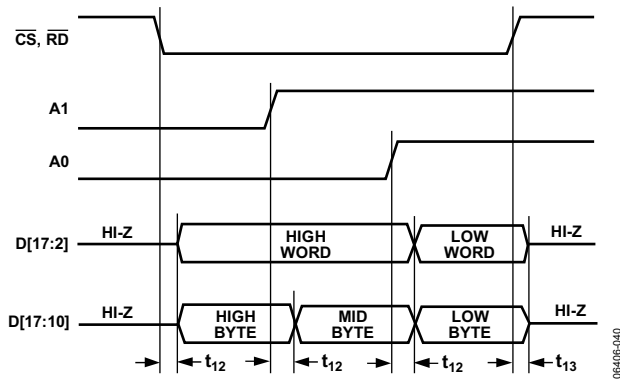 CS, RD
A1
A0
D[17:2] HI-Z HIGH WORD LOW WORD HI-Z
D[17:10] HI-Z HIGH BYTE MID BYTE LOW BYTE HI-Z
t12 t12 t12 t13
06406-040